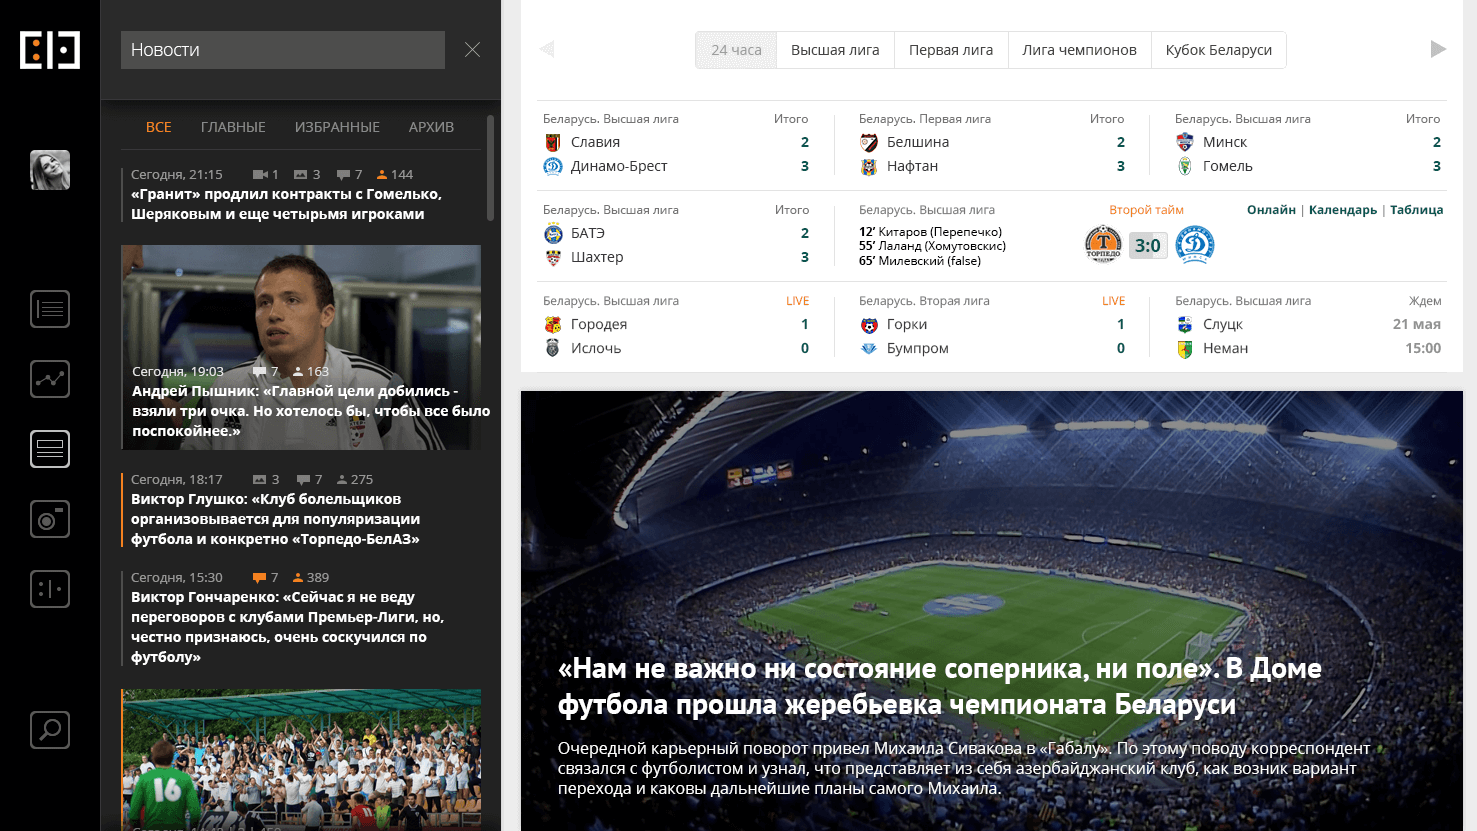 Новости
ВСЕ ГЛАВНЫЕ ИЗБРАННЫЕ АРХИВ
Сегодня, 21:15 1 3 7 144
«Гранит» продлил контракты с Гомелько,
Шеряковым и еще четырьмя игроками
Сегодня, 19:03 7 163
Андрей Пышник: «Главной цели добились -
взяли три очка. Но хотелось бы, чтобы все было
поспокойнее.»
Сегодня, 18:17 3 7 275
Виктор Глушко: «Клуб болельщиков
организовывается для популяризации
футбола и конкретно «Торпедо-БелАЗ»
Сегодня, 15:30 7 389
Виктор Гончаренко: «Сейчас я не веду
переговоров с клубами Премьер-Лиги, но,
честно признаюсь, очень соскучился по
футболу»
16
24 часа Высшая лига Первая лига Лига чемпионов Кубок Беларуси
Беларусь. Высшая лига Итого
Славия 2
Динамо-Брест 3
Беларусь. Первая лига Итого
Белшина 2
Нафтан 3
Беларусь. Высшая лига Итого
Минск 2
Гомель 3
Беларусь. Высшая лига Итого
БАТЭ 2
Шахтер 3
Беларусь. Высшая лига Второй тайм Онлайн | Календарь | Таблица
12’ Китаров (Перепечко)
55’ Лаланд (Хомутовскис)
65’ Милевский (false)
ТОРПЕДО
3:0
Беларусь. Высшая лига LIVE
Городея 1
Ислочь 0
Беларусь. Вторая лига LIVE
Горки 1
Бумпром 0
Беларусь. Высшая лига Ждем
Слуцк 21 мая
Неман 15:00
«Нам не важно ни состояние соперника, ни поле». В Доме
футбола прошла жеребьевка чемпионата Беларуси
Очередной карьерный поворот привел Михаила Сивакова в «Габалу». По этому поводу корреспондент
связался с футболистом и узнал, что представляет из себя азербайджанский клуб, как возник вариант
перехода и каковы дальнейшие планы самого Михаила.